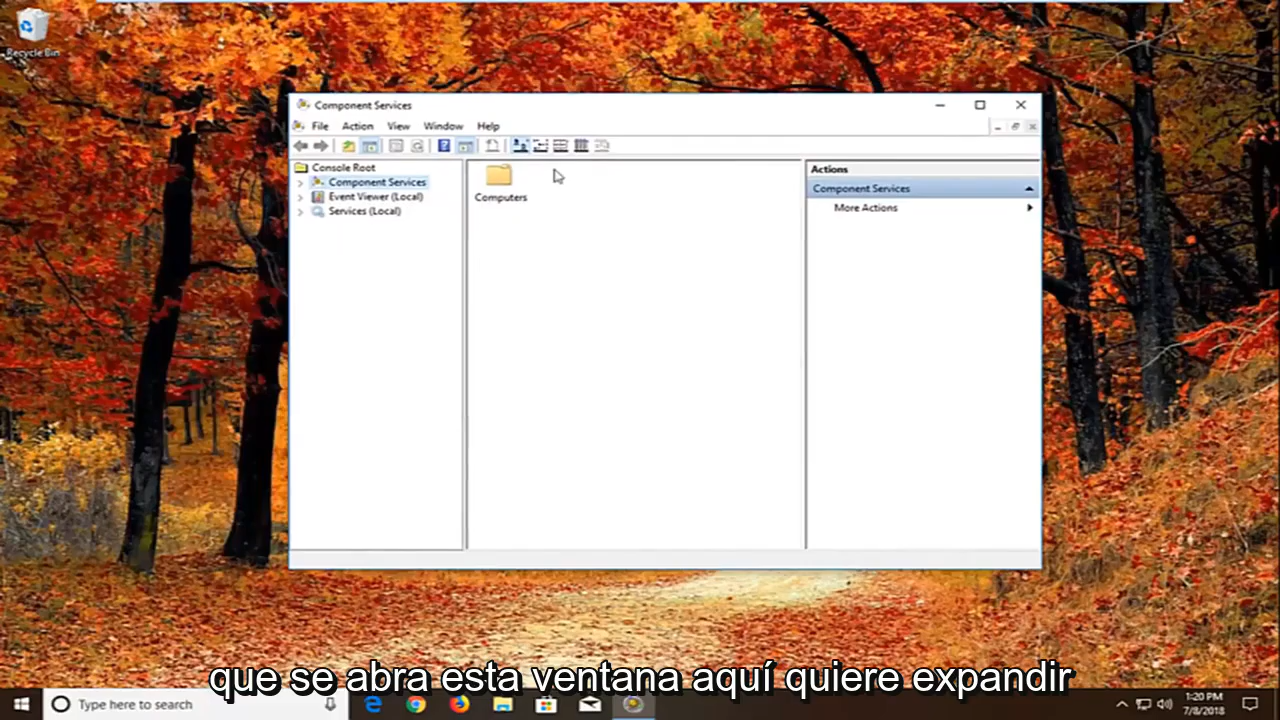 Recycle Bin
Component Services
File Action View Window Help
Console Root
Component Services
Event Viewer (Local)
Services (Local)
Computers
Actions
Component Services
More Actions
que se abra esta ventana aquí quiere expandir
Type here to search
1:20 PM
7/8/2018